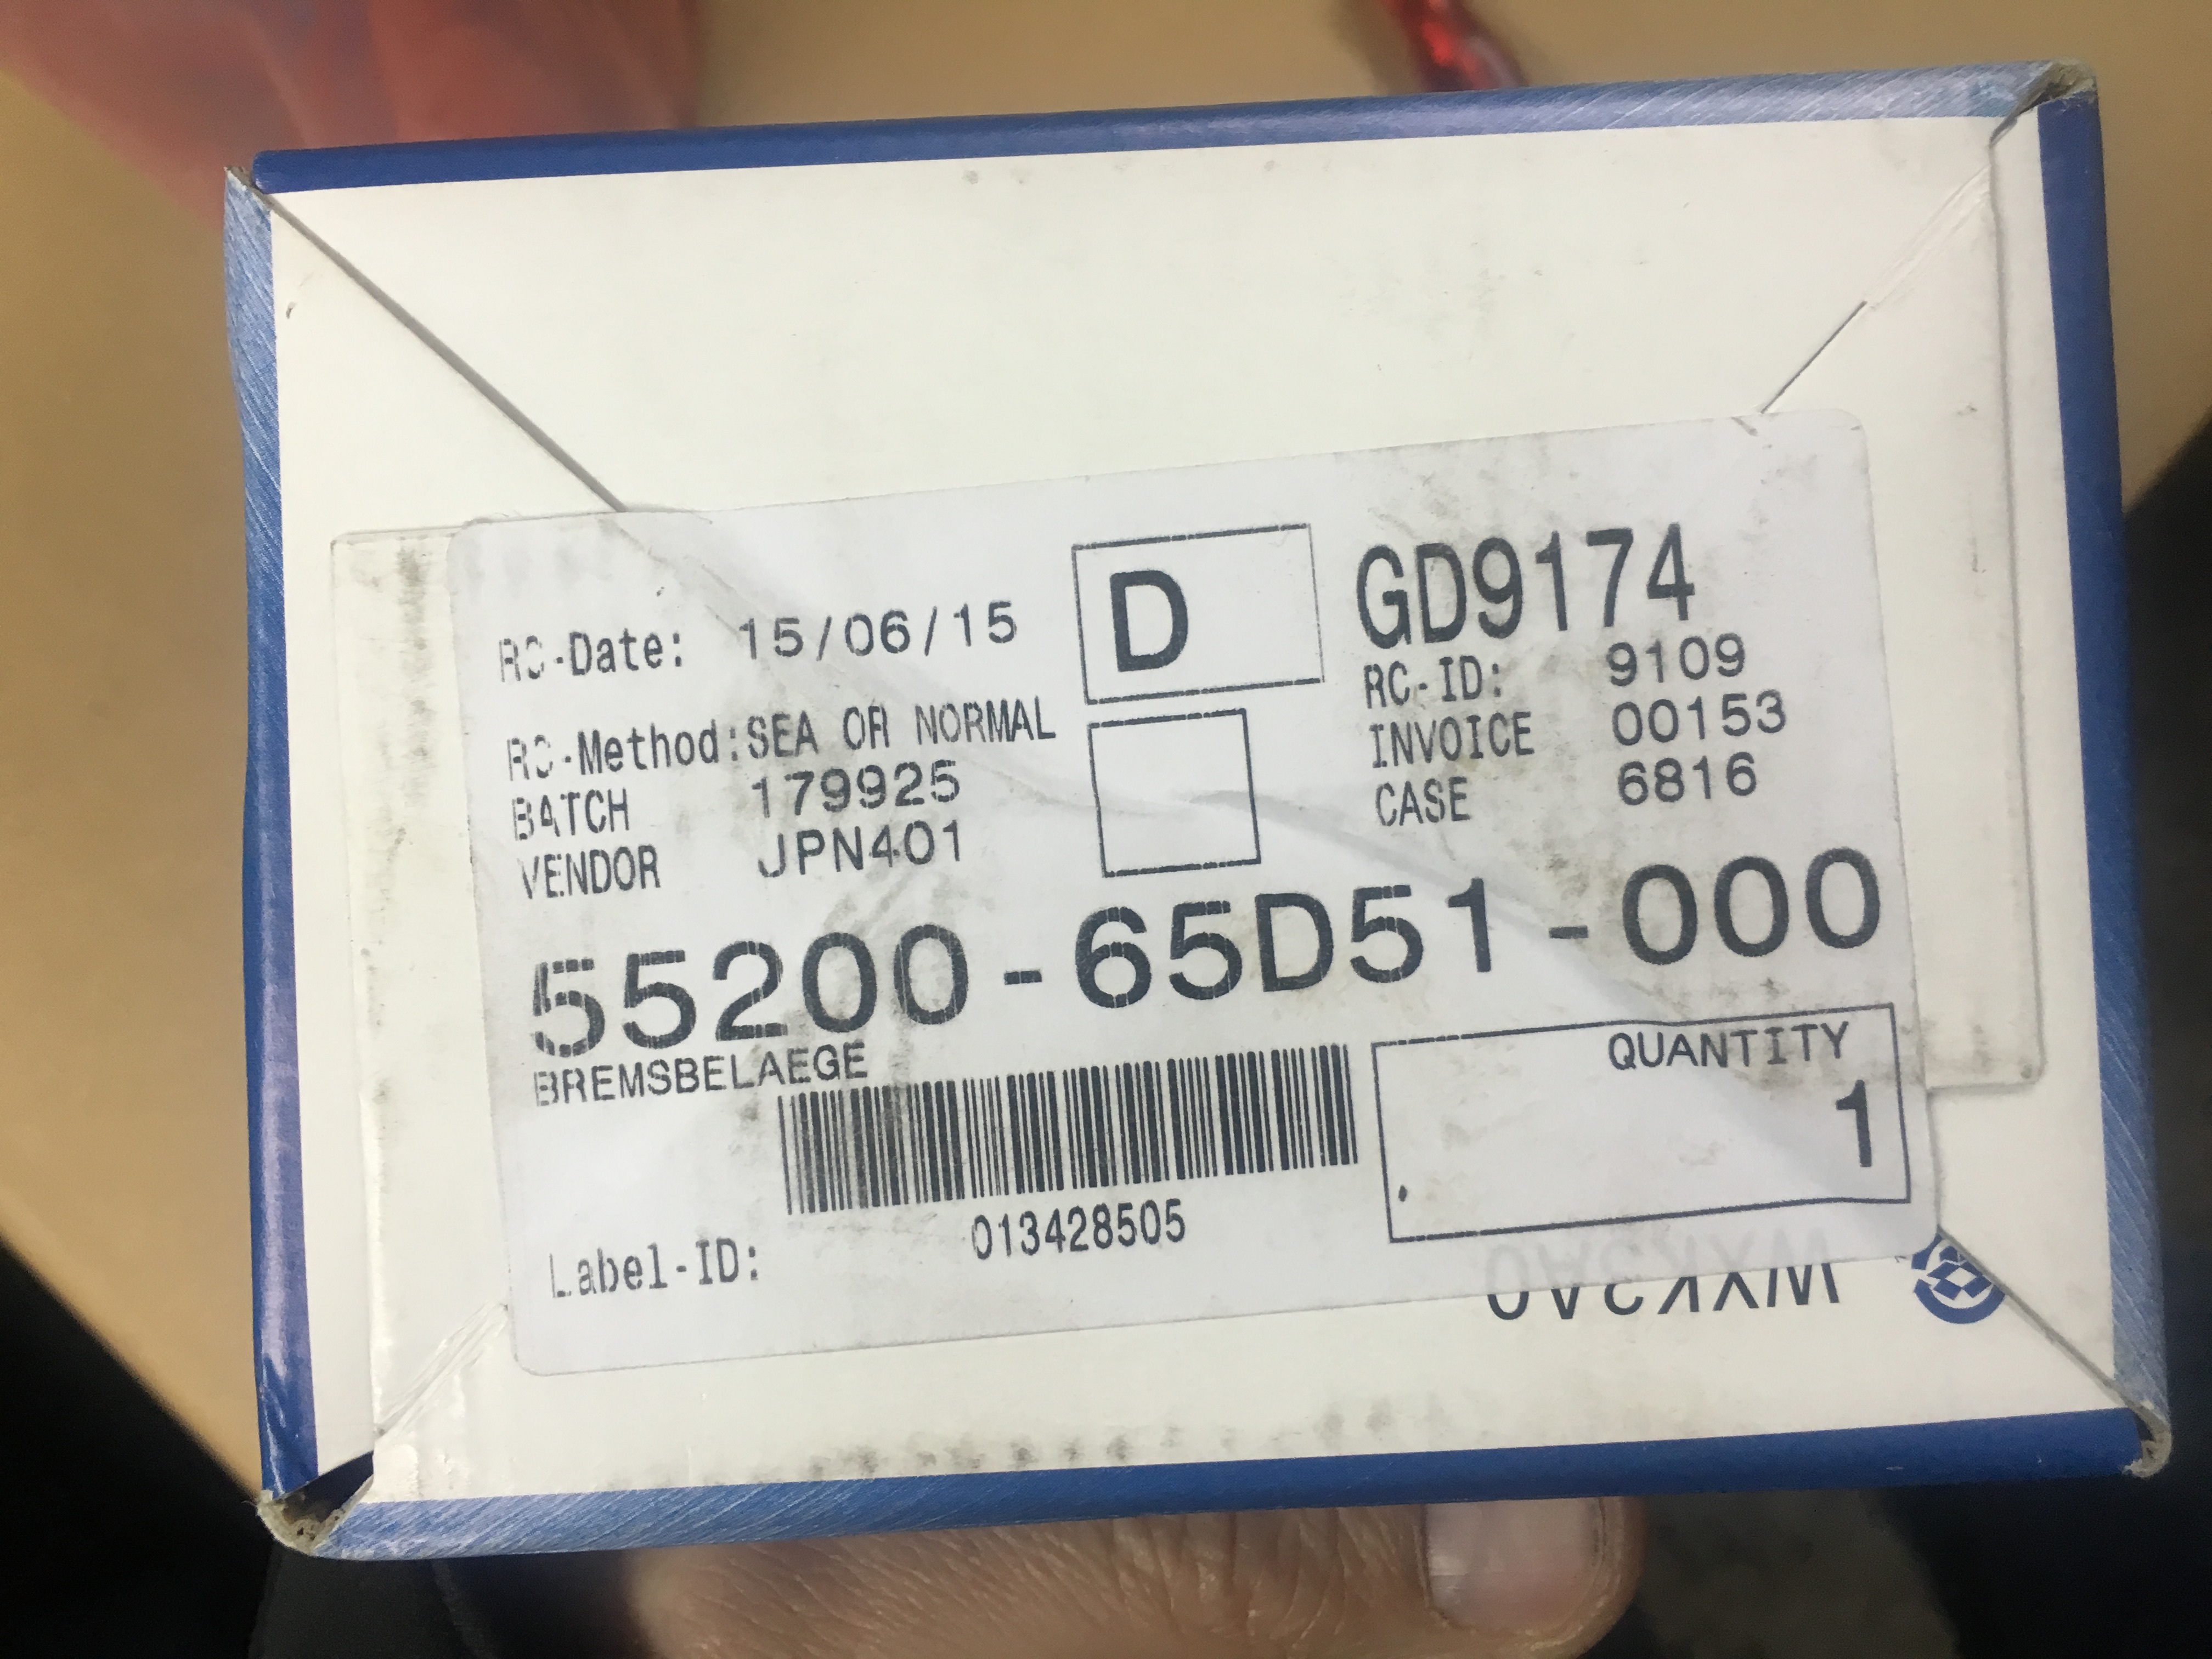 RC-Date: 15/06/15
D
GD9174
RC-ID: 9109
RC-Method:SEA OR NORMAL
INVOICE 00153
BATCH 179925
CASE 6816
VENDOR JPN401
55200-65D51-000
BREMSBELAEGE
QUANTITY
1
Label-ID: 013428505
WXK3A0